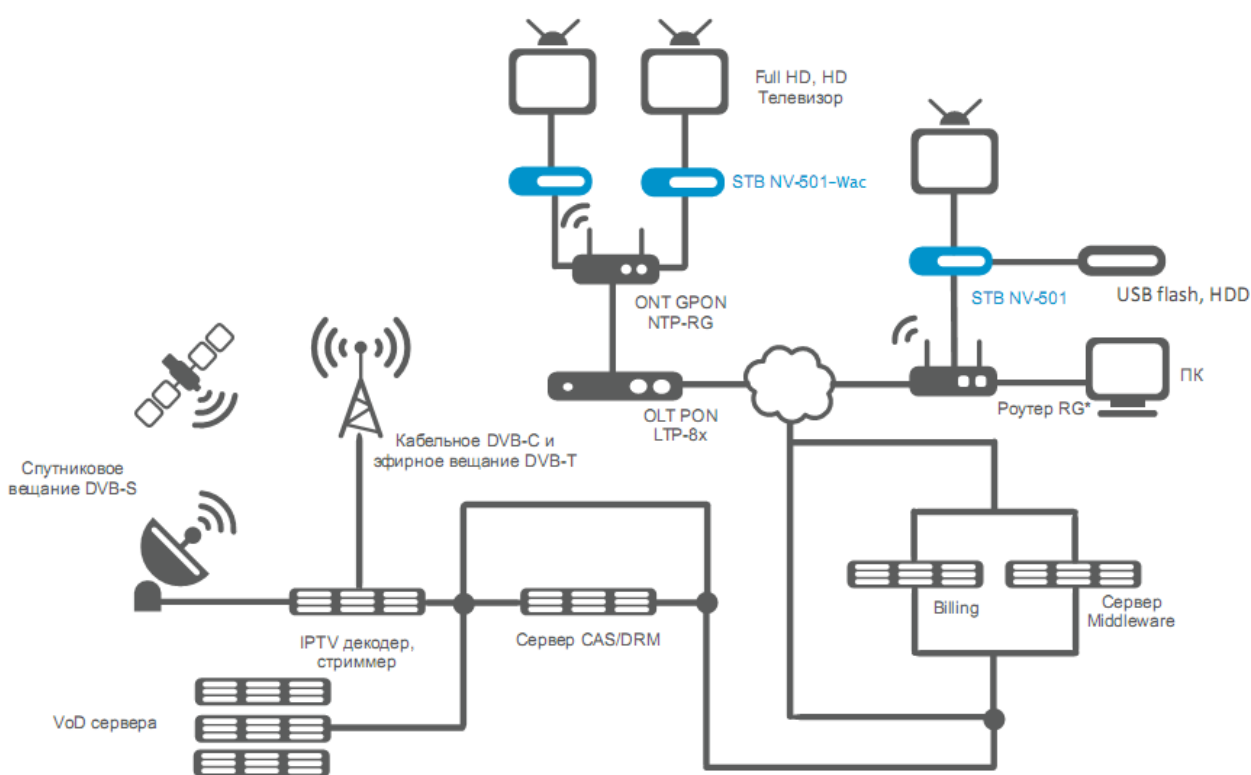 Full HD, HD
Телевизор
STB NV-501-Wac
STB NV-501
USB flash, HDD
ONT GPON
NTP-RG
ПК
Роутер RG*
OLT PON
LTP-8x
Кабельное DVB-C и
эфирное вещание DVB-T
Спутниковое
вещание DVB-S
Billing
Сервер
Middleware
IPTV декодер,
стриммер
Сервер CAS/DRM
VoD сервера